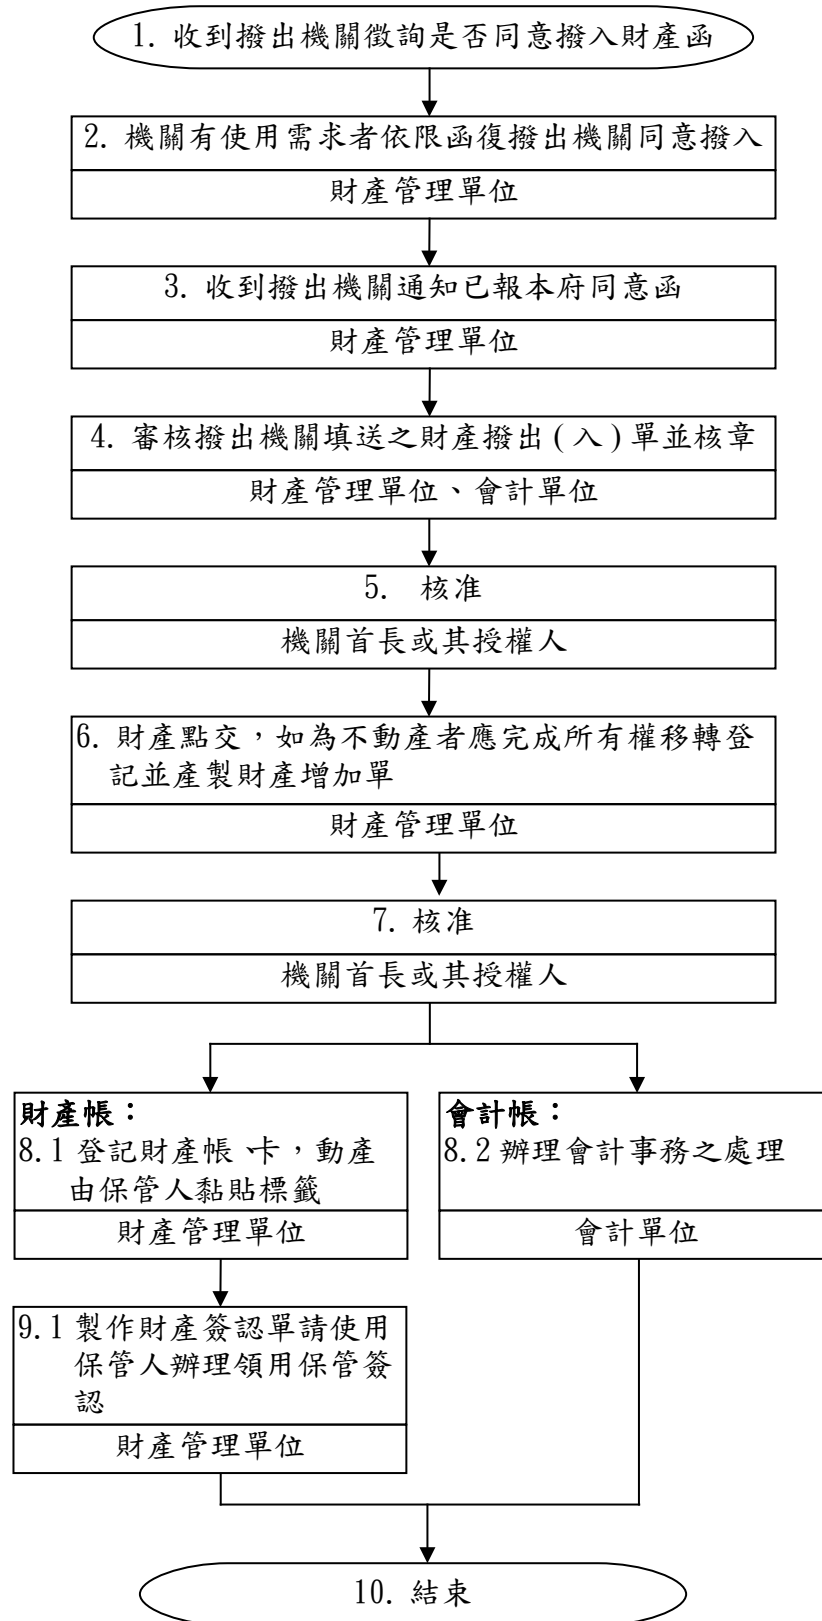 1. 收到撥出機關徵詢是否同意撥入財產函
2. 機關有使用需求者依限函復撥出機關同意撥入
財產管理單位
3. 收到撥出機關通知已報本府同意函
財產管理單位
4. 審核撥出機關填送之財產撥出(入)單並核章
財產管理單位、會計單位
5. 核准
機關首長或其授權人
6. 財產點交，如為不動產者應完成所有權移轉登
記並產製財產增加單
財產管理單位
7. 核准
機關首長或其授權人
財產帳：
8.1 登記財產帳、卡，動產
由保管人黏貼標籤
財產管理單位
會計帳：
8.2 辦理會計事務之處理
會計單位
9.1 製作財產簽認單請使用
保管人辦理領用保管簽
認
財產管理單位
10. 結束